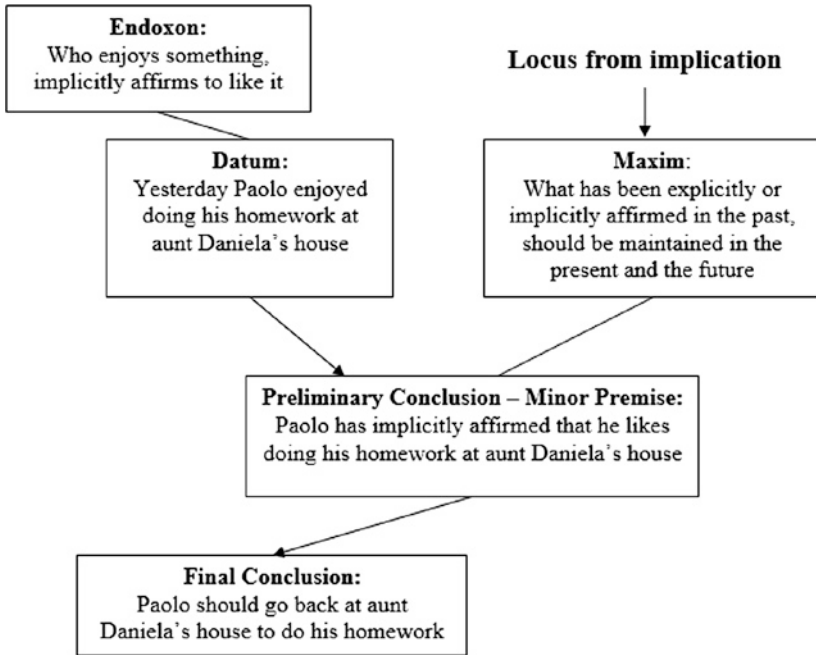 Endoxon:
Who enjoys something,
implicitly affirms to like it
Locus from implication
Datum:
Yesterday Paolo enjoyed
doing his homework at
aunt Daniela's house
Maxim:
What has been explicitly or
implicitly affirmed in the past,
should be maintained in the
present and the future
Preliminary Conclusion – Minor Premise:
Paolo has implicitly affirmed that he likes
doing his homework at aunt Daniela's house
Final Conclusion:
Paolo should go back at aunt
Daniela's house to do his homework